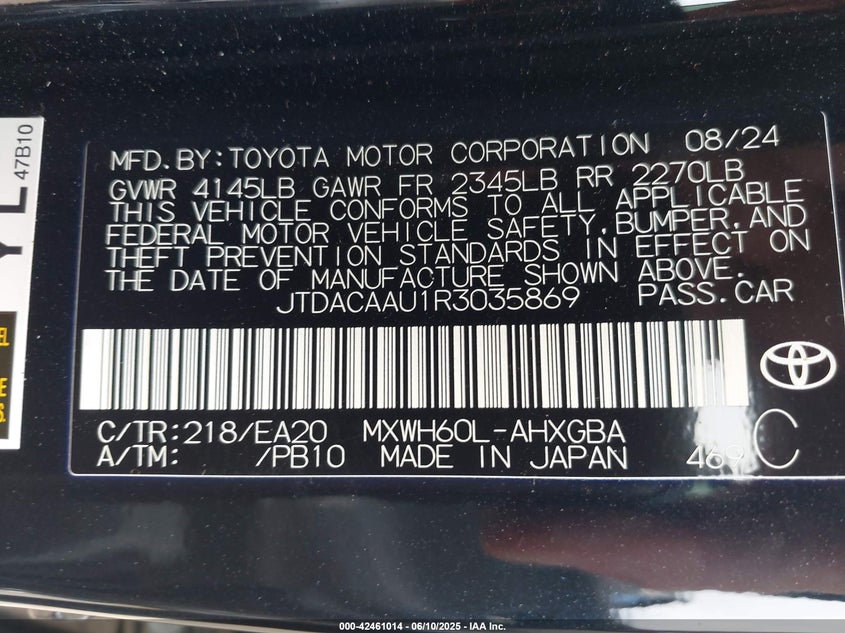 MFD.BY:TOYOTA MOTOR CORPORATION 08/24
GVWR 4145LB GAWR FR 2345LB RR 2270LB
THIS VEHICLE CONFORMS TO ALL APPLICABLE
FEDERAL MOTOR VEHICLE SAFETY,BUMPER,AND
THEFT PREVENTION STANDARDS IN EFFECT ON
THE DATE OF MANUFACTURE SHOWN ABOVE.
JTDACAAU1R3035869 PASS.CAR
C/TR:218/EA20 MXWH60L-AHXGBA
A/TM: /PB10 MADE IN JAPAN 469
C
47B10
YL
EL
E
S.
000-42461014 - 06/10/2025 - IAA Inc.